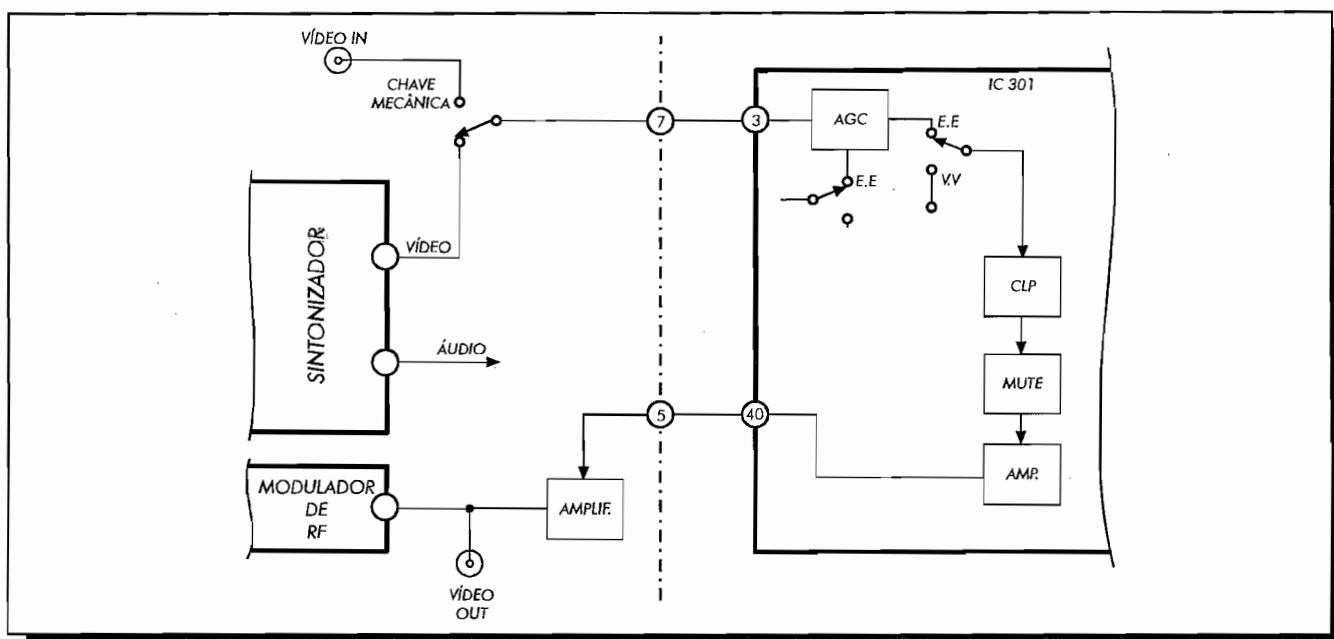 VÍDEO IN
CHAVE
MECÂNICA
7
3
IC 301
AGC
E.E
E.E
V.V
SINTONIZADOR
VÍDEO
CLP
ÁUDIO
MUTE
5
40
MODULADOR
DE
RF
AMPLIF.
AMP.
VÍDEO
OUT